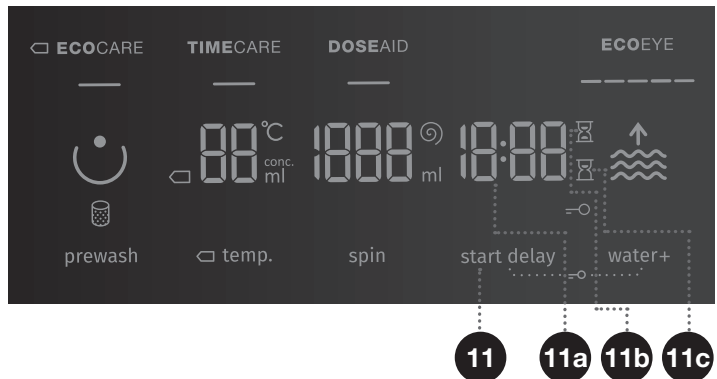 ECOCARE TIMECARE DOSEAID ECOEYE
88 °C conc. ml 1888 ml 18:88
prewash temp. spin start delay water+
11 11a 11b 11c